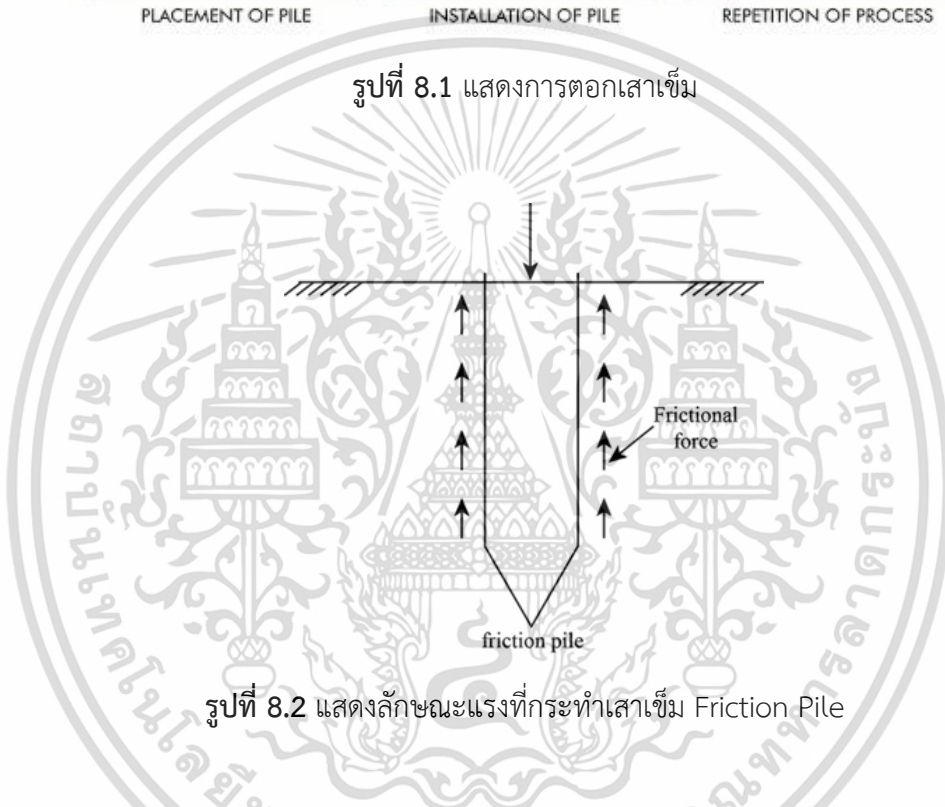 PLACEMENT OF PILE INSTALLATION OF PILE REPETITION OF PROCESS
รูปที่ 8.1 แสดงการตอกเสาเข็ม
Frictional
force
friction pile
รูปที่ 8.2 แสดงลักษณะแรงที่กระทำเสาเข็ม Friction Pile